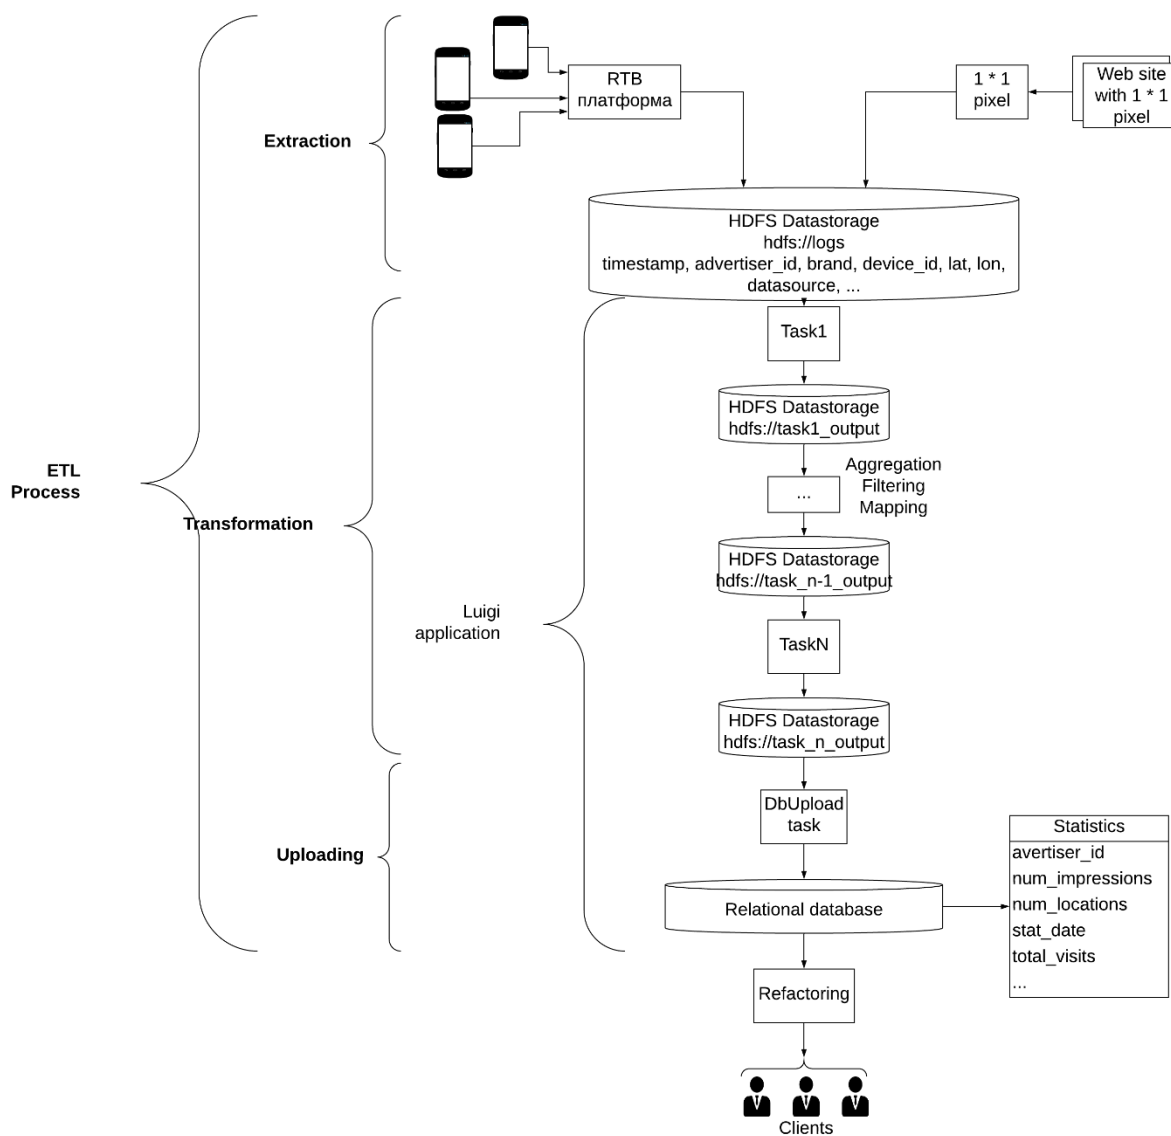 RTB
платформа
1 * 1
pixel
Web site
with 1 * 1
pixel
Extraction
HDFS Datastorage
hdfs://logs
timestamp, advertiser_id, brand, device_id, lat, lon,
datasource, ...
Task1
HDFS Datastorage
hdfs://task1_output
Aggregation
Filtering
Mapping
...
ETL
Process
Transformation
HDFS Datastorage
hdfs://task_n-1_output
Luigi
application
TaskN
HDFS Datastorage
hdfs://task_n_output
DbUpload
task
Uploading
Statistics
avertiser_id
num_impressions
num_locations
stat_date
total_visits
...
Relational database
Refactoring
Clients